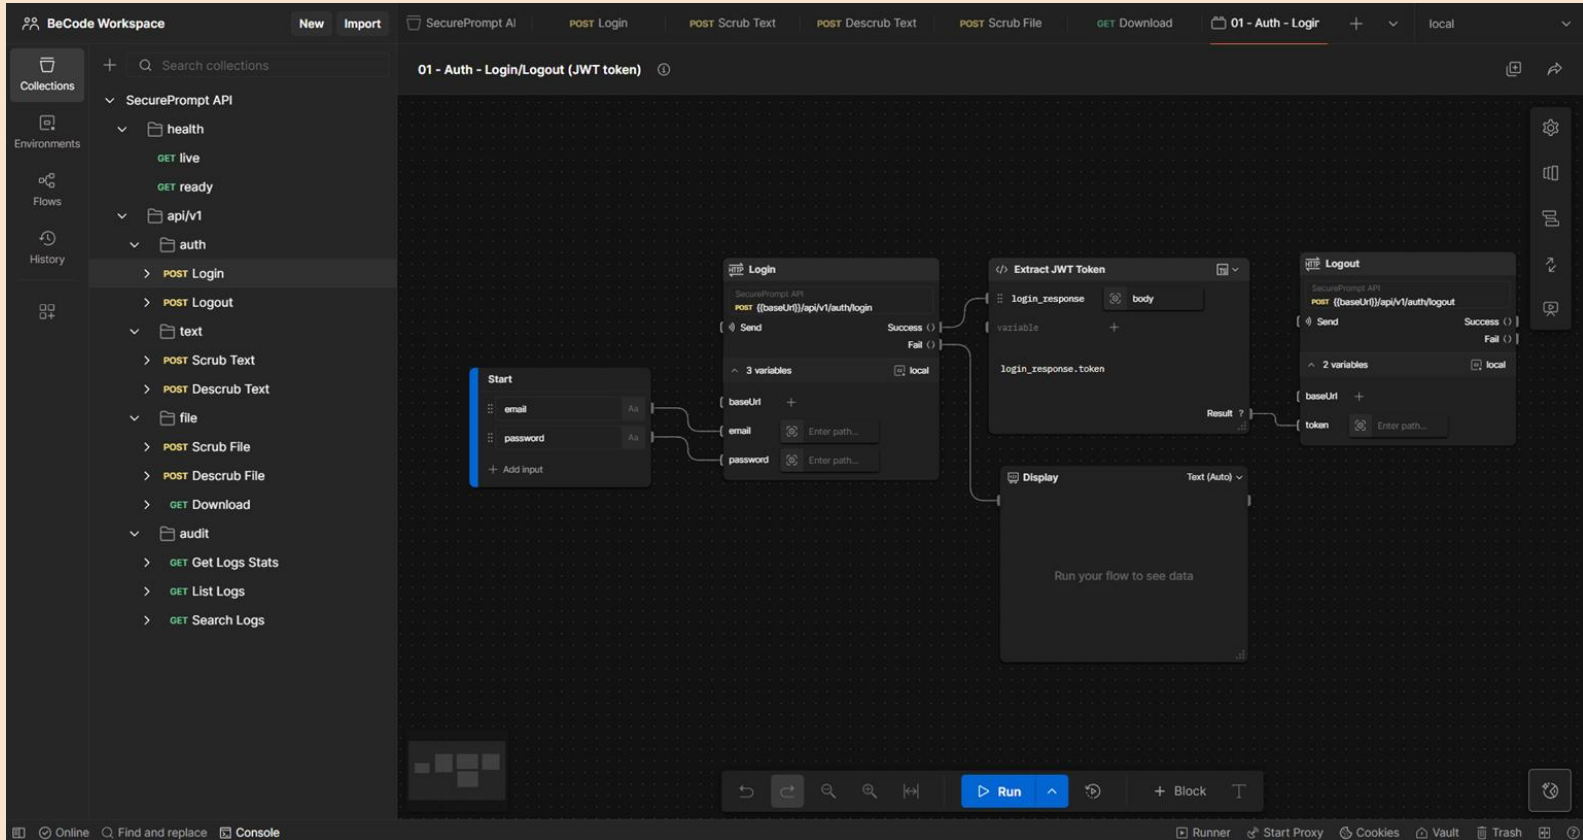 BeCode Workspace
New
Import
SecurePrompt AI
POST Login
POST Scrub Text
POST Descrub Text
POST Scrub File
GET Download
01 - Auth - Login
local
Collections
Environments
Flows
History
Search collections
SecurePrompt API
health
GET live
GET ready
api/v1
auth
POST Login
POST Logout
text
POST Scrub Text
POST Descrub Text
file
POST Scrub File
POST Descrub File
GET Download
audit
GET Get Logs Stats
GET List Logs
GET Search Logs
01 - Auth - Login/Logout (JWT token)
Start
email Aa
password Aa
Add input
HTTP Login
SecurePrompt API
POST {{baseUrl}}/api/v1/auth/login
Send
Success
Fail
3 variables
local
baseUrl
email Enter path...
password Enter path...
</> Extract JWT Token
TS
login_response body
variable
login_response.token
Result ?
Display
Text (Auto)
Run your flow to see data
HTTP Logout
SecurePrompt API
POST {{baseUrl}}/api/v1/auth/logout
Send
Success
Fail
2 variables
local
baseUrl
token Enter path...
Run
Block
T
Online
Find and replace
Console
Runner
Start Proxy
Cookies
Vault
Trash